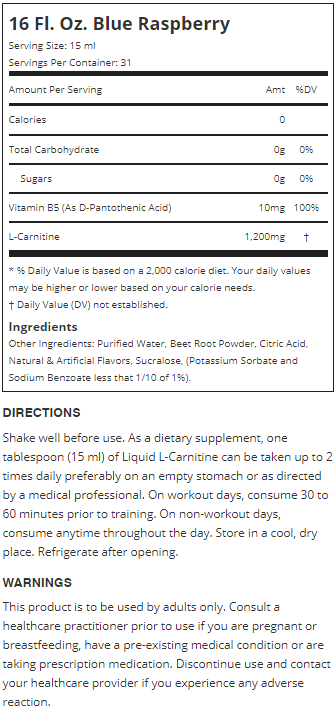 16 Fl. Oz. Blue Raspberry
Serving Size: 15 ml
Servings Per Container: 31
Amount Per Serving Amt %DV
Calories 0
Total Carbohydrate 0g 0%
Sugars 0g 0%
Vitamin B5 (As D-Pantothenic Acid) 10mg 100%
L-Carnitine 1,200mg †
* % Daily Value is based on a 2,000 calorie diet. Your daily values
may be higher or lower based on your calorie needs.
† Daily Value (DV) not established.
Ingredients
Other Ingredients: Purified Water, Beet Root Powder, Citric Acid,
Natural & Artificial Flavors, Sucralose, (Potassium Sorbate and
Sodium Benzoate less that 1/10 of 1%).
DIRECTIONS
Shake well before use. As a dietary supplement, one
tablespoon (15 ml) of Liquid L-Carnitine can be taken up to 2
times daily preferably on an empty stomach or as directed
by a medical professional. On workout days, consume 30 to
60 minutes prior to training. On non-workout days,
consume anytime throughout the day. Store in a cool, dry
place. Refrigerate after opening.
WARNINGS
This product is to be used by adults only. Consult a
healthcare practitioner prior to use if you are pregnant or
breastfeeding, have a pre-existing medical condition or are
taking prescription medication. Discontinue use and contact
your healthcare provider if you experience any adverse
reaction.